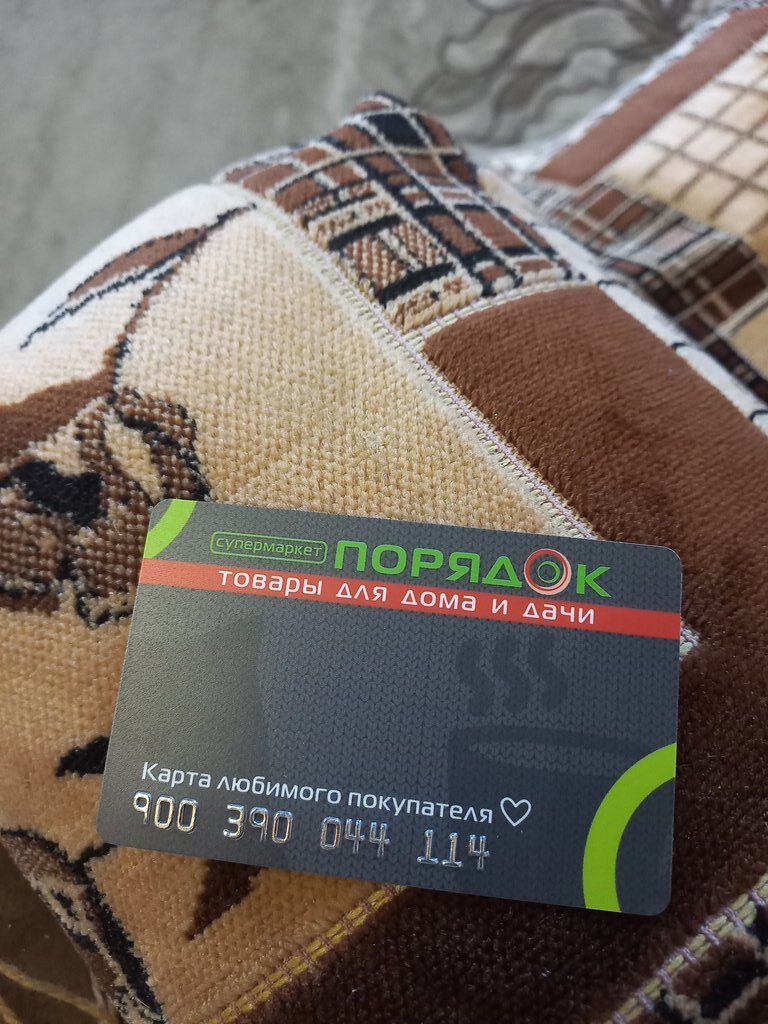 супермаркет ПОРЯДОК
товары для дома и дачи
Карта любимого покупателя
900 390 044 114